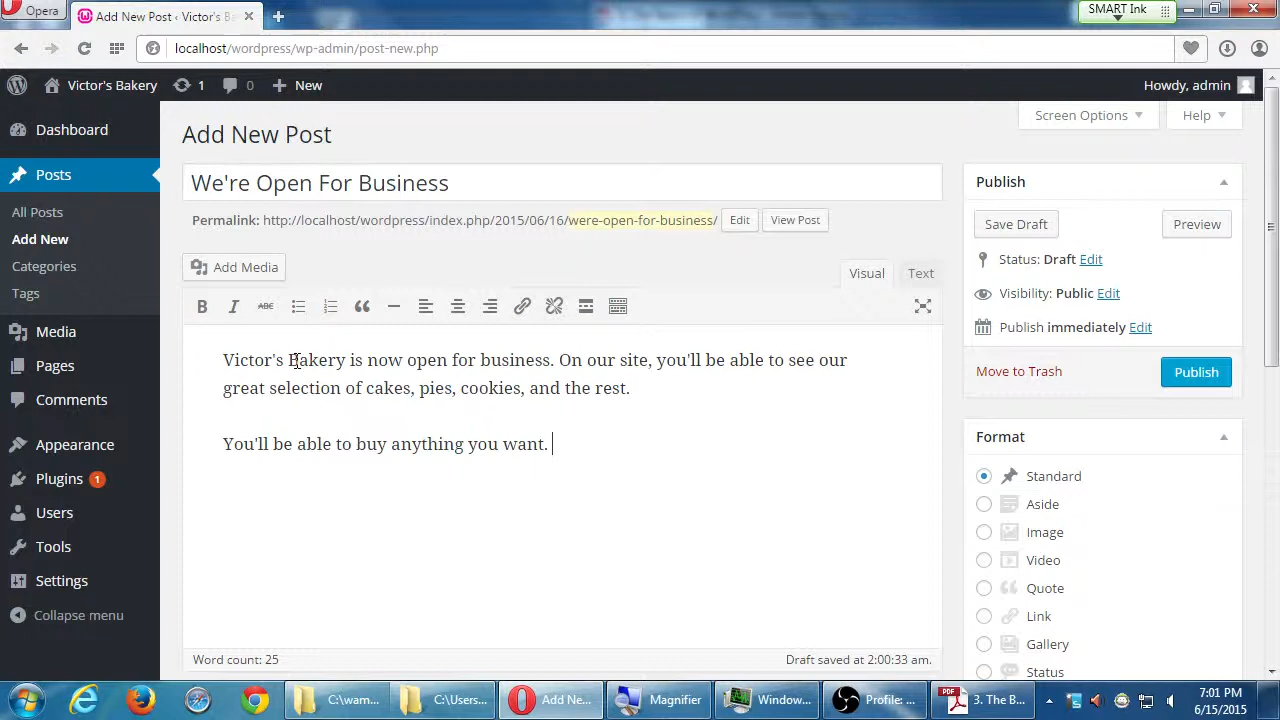 Opera
Add New Post ‹ Victor's Ba
SMART Ink
localhost/wordpress/wp-admin/post-new.php
Victor's Bakery
1
0
New
Howdy, admin
Dashboard
Posts
All Posts
Add New
Categories
Tags
Media
Pages
Comments
Appearance
Plugins 1
Users
Tools
Settings
Collapse menu
Screen Options
Help
Add New Post
We're Open For Business
Permalink: http://localhost/wordpress/index.php/2015/06/16/were-open-for-business/ Edit View Post
Add Media
Visual
Text
B I ABC
Victor's Bakery is now open for business. On our site, you'll be able to see our
great selection of cakes, pies, cookies, and the rest.
You'll be able to buy anything you want.
Word count: 25
Draft saved at 2:00:33 am.
Publish
Save Draft
Preview
Status: Draft Edit
Visibility: Public Edit
Publish immediately Edit
Move to Trash
Publish
Format
Standard
Aside
Image
Video
Quote
Link
Gallery
Status
C:\wam...
C:\Users...
Add Ne...
Magnifier
Window...
Profile ...
PDF
3. The B...
7:01 PM
6/15/2015